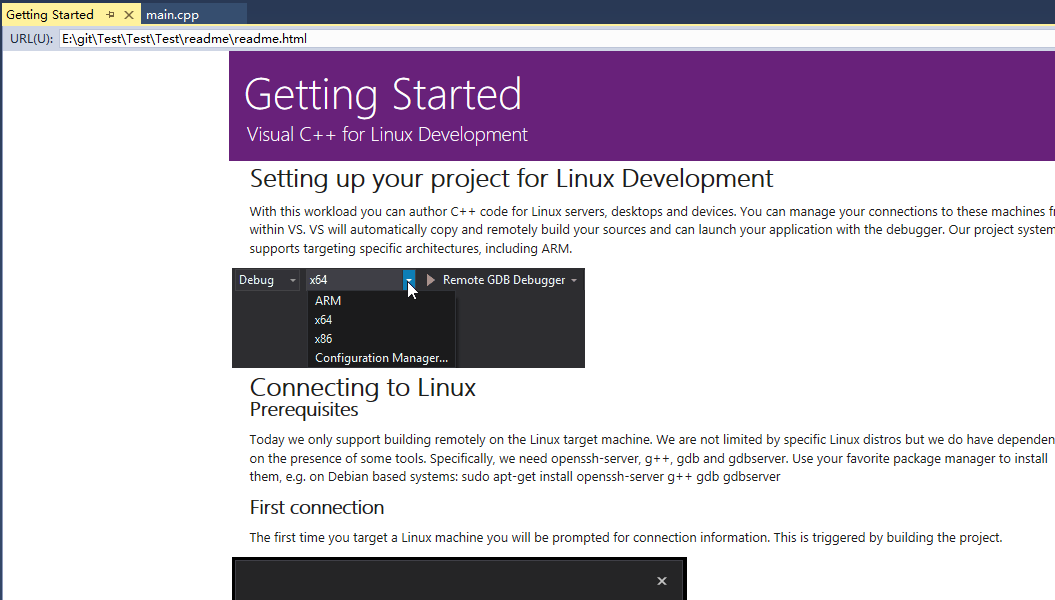 Getting Started
main.cpp
URL(U): E:\git\Test\Test\Test\readme\readme.html
Getting Started
Visual C++ for Linux Development
Setting up your project for Linux Development
With this workload you can author C++ code for Linux servers, desktops and devices. You can manage your connections to these machines
within VS. VS will automatically copy and remotely build your sources and can launch your application with the debugger. Our project system
supports targeting specific architectures, including ARM.
Debug x64 Remote GDB Debugger
ARM
x64
x86
Configuration Manager...
Connecting to Linux
Prerequisites
Today we only support building remotely on the Linux target machine. We are not limited by specific Linux distros but we do have dependen
on the presence of some tools. Specifically, we need openssh-server, g++, gdb and gdbserver. Use your favorite package manager to install
them, e.g. on Debian based systems: sudo apt-get install openssh-server g++ gdb gdbserver
First connection
The first time you target a Linux machine you will be prompted for connection information. This is triggered by building the project.